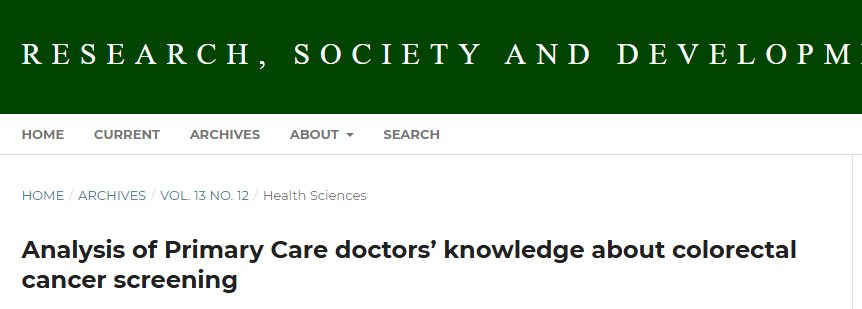 RESEARCH, SOCIETY AND DEVELOPM
HOME CURRENT ARCHIVES ABOUT SEARCH
HOME / ARCHIVES / VOL. 13 NO. 12 / Health Sciences
Analysis of Primary Care doctors’ knowledge about colorectal
cancer screening